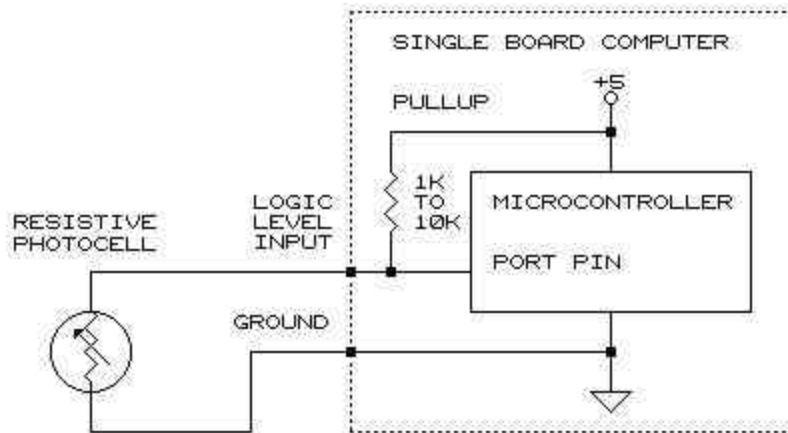 SINGLE BOARD COMPUTER
+5
PULLUP
1K
TO
10K
MICROCONTROLLER
PORT PIN
LOGIC
LEVEL
INPUT
RESISTIVE
PHOTOCELL
GROUND